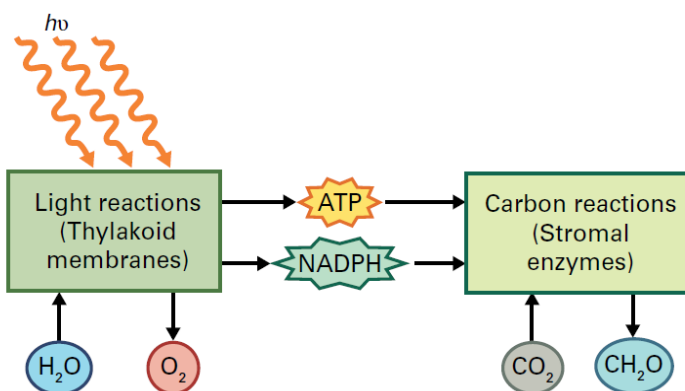 hυ
Light reactions
(Thylakoid
membranes)
ATP
NADPH
Carbon reactions
(Stromal
enzymes)
H₂O
O₂
CO₂
CH₂O